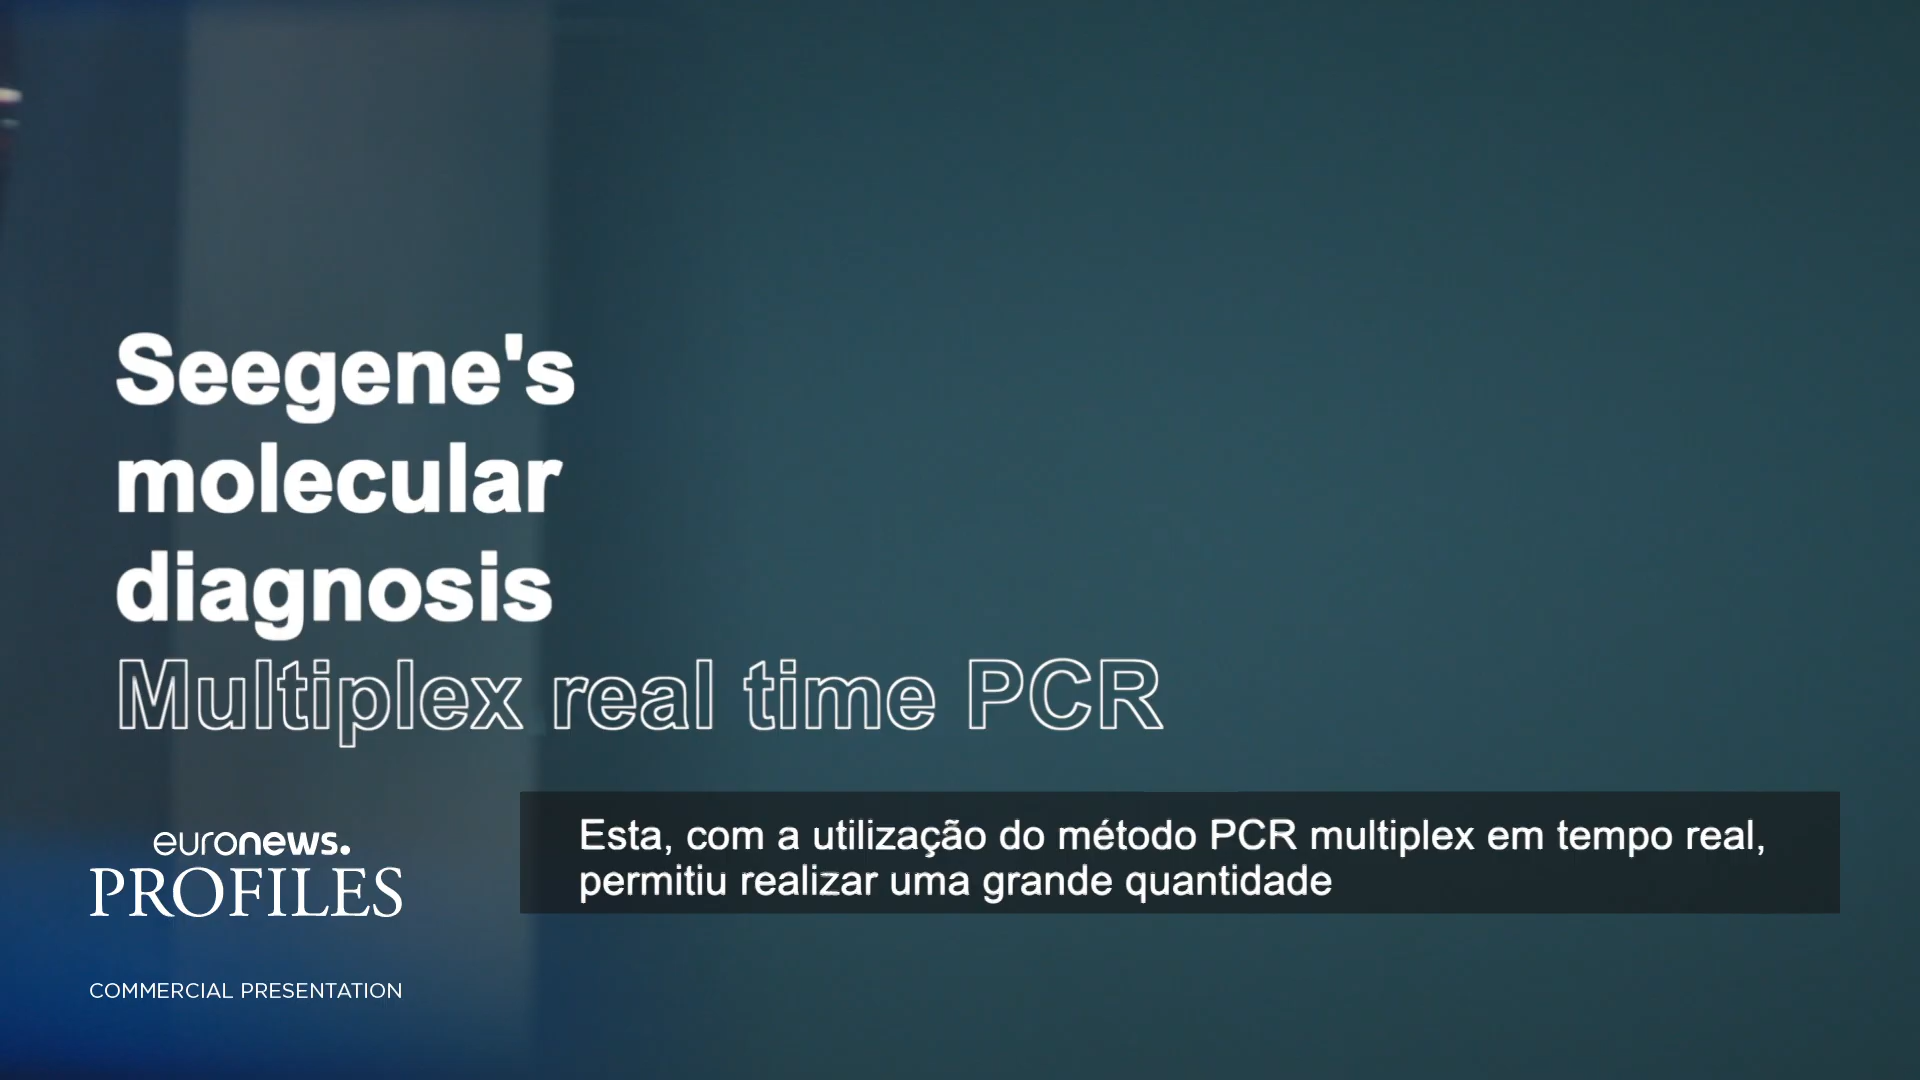 Seegene's
molecular
diagnosis
Multiplex real time PCR
Esta, com a utilização do método PCR multiplex em tempo real,
permitiu realizar uma grande quantidade
euronews.
PROFILES
COMMERCIAL PRESENTATION